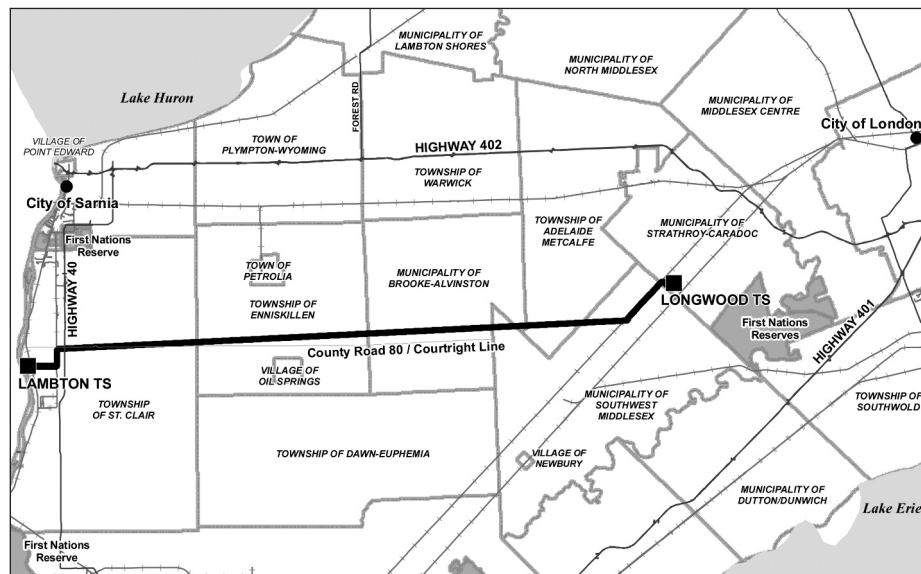 MUNICIPALITY OF
LAMBTON SHORES
MUNICIPALITY OF
NORTH MIDDLESEX
Lake Huron
FOREST RD
MUNICIPALITY OF
MIDDLESEX CENTRE
City of London
VILLAGE OF
POINT EDWARD
TOWN OF
PLYMPTON-WYOMING
HIGHWAY 402
TOWNSHIP OF
WARWICK
City of Sarnia
First Nations
Reserve
HIGHWAY 40
TOWN OF
PETROLIA
TOWNSHIP OF
ENNISKILLEN
MUNICIPALITY OF
BROOKE-ALVINSTON
TOWNSHIP OF
ADELAIDE
METCALFE
MUNICIPALITY OF
STRATHROY-CARADOC
LONGWOOD TS
First Nations
Reserves
HIGHWAY 401
County Road 80 / Courtright Line
LAMBTON TS
VILLAGE OF
OIL SPRINGS
TOWNSHIP
OF ST. CLAIR
MUNICIPALITY OF
SOUTHWEST
MIDDLESEX
TOWNSHIP OF
SOUTHWOLD
TOWNSHIP OF DAWN-EUPHEMIA
VILLAGE OF
NEWBURY
MUNICIPALITY OF
DUTTON/DUNWICH
Lake Erie
First Nations
Reserve